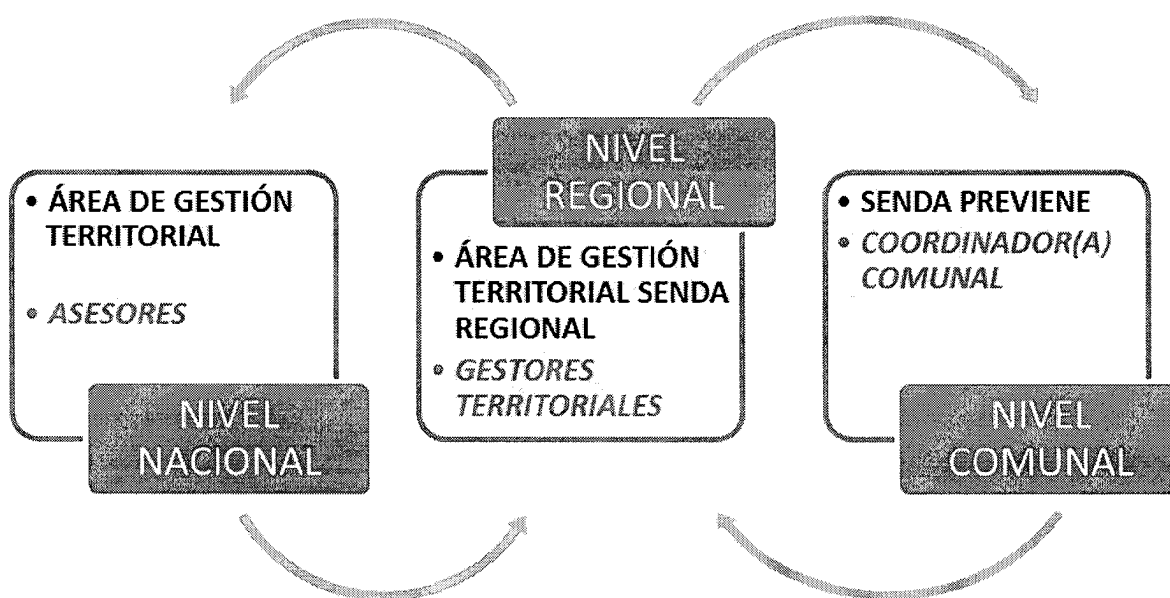 • ÁREA DE GESTIÓN
TERRITORIAL
• ASESORES
NIVEL
NACIONAL
NIVEL
REGIONAL
• ÁREA DE GESTIÓN
TERRITORIAL SENDA
REGIONAL
• GESTORES
TERRITORIALES
• SENDA PREVIENE
• COORDINADOR(A)
COMUNAL
NIVEL
COMUNAL